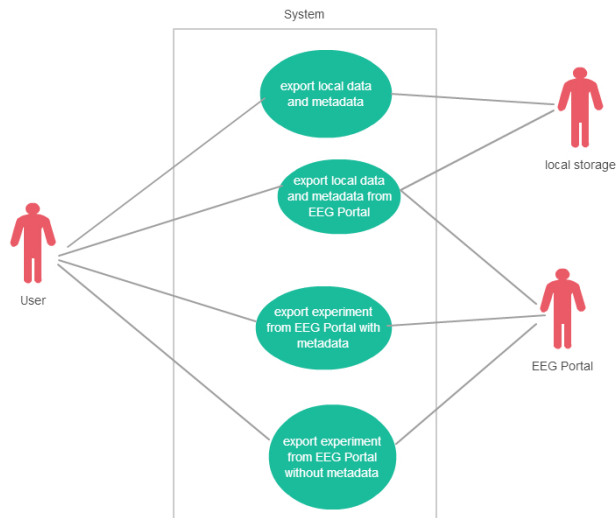 System
export local data
and metadata
local storage
export local data
and metadata from
EEG Portal
User
export experiment
from EEG Portal with
metadata
EEG Portal
export experiment
from EEG Portal
without metadata